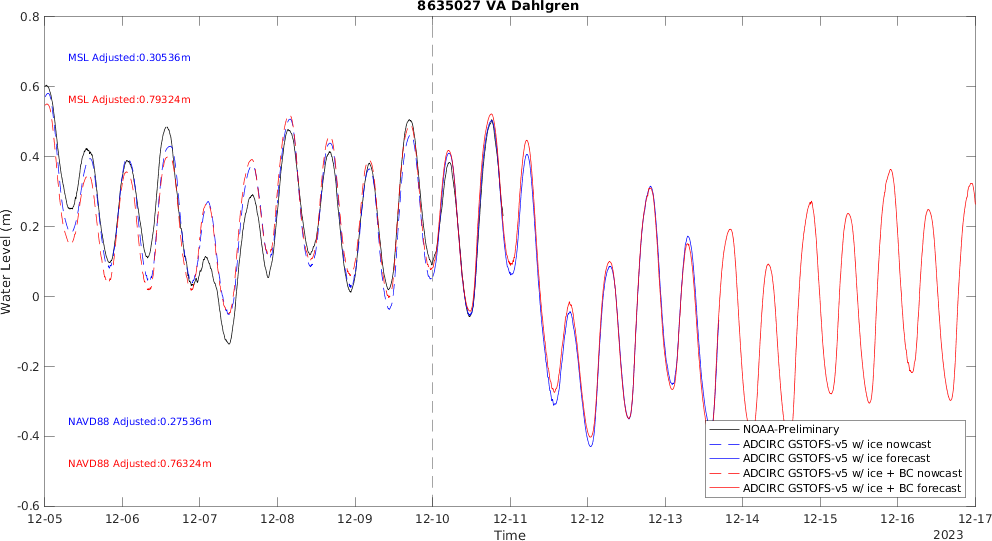 8635027 VA Dahlgren
0.8
0.6
0.4
0.2
0
-0.2
-0.4
-0.6
Water Level (m)
MSL Adjusted:0.30536m
MSL Adjusted:0.79324m
NAVD88 Adjusted:0.27536m
NAVD88 Adjusted:0.76324m
NOAA-Preliminary
ADCIRC GSTOFS-v5 w/ ice nowcast
ADCIRC GSTOFS-v5 w/ ice forecast
ADCIRC GSTOFS-v5 w/ ice + BC nowcast
ADCIRC GSTOFS-v5 w/ ice + BC forecast
12-05 12-06 12-07 12-08 12-09 12-10 12-11 12-12 12-13 12-14 12-15 12-16 12-17
Time
2023